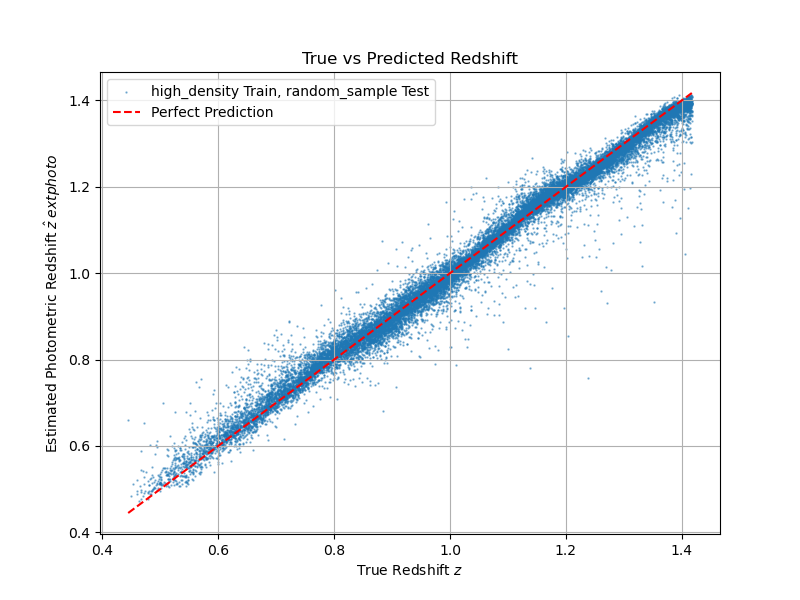 True vs Predicted Redshift
high_density Train, random_sample Test
Perfect Prediction
Estimated Photometric Redshift ẑ extphoto
1.4
1.2
1.0
0.8
0.6
0.4
0.4 0.6 0.8 1.0 1.2 1.4
True Redshift z